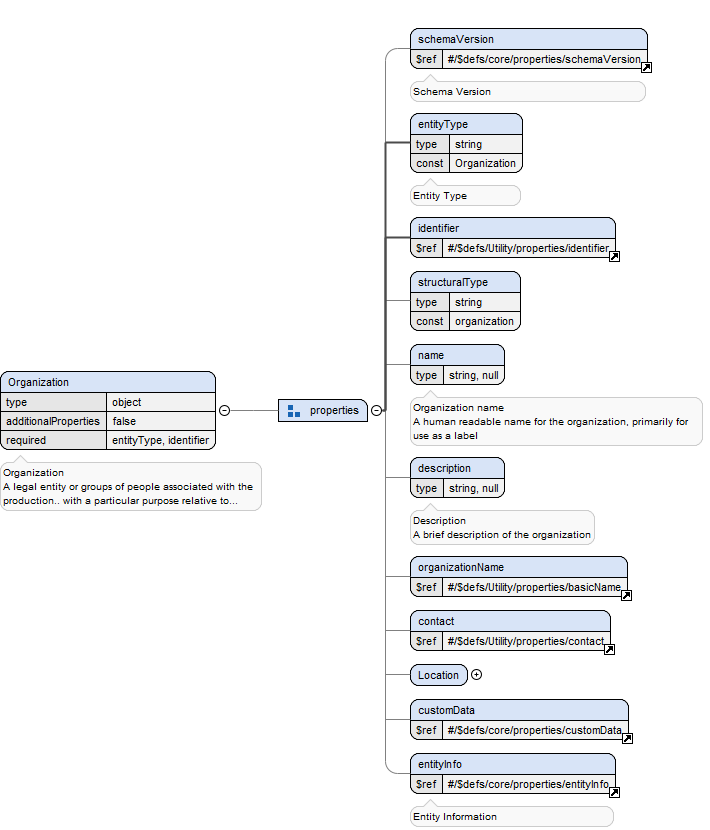 schemaVersion
$ref #/$defs/core/properties/schemaVersion
Schema Version
entityType
type string
const Organization
Entity Type
identifier
$ref #/$defs/Utility/properties/identifier
structuralType
type string
const organization
Organization
type object
additionalProperties false
required entityType, identifier
Organization
A legal entity or groups of people associated with the
production.. with a particular purpose relative to...
properties
name
type string, null
Organization name
A human readable name for the organization, primarily for
use as a label
description
type string, null
Description
A brief description of the organization
organizationName
$ref #/$defs/Utility/properties/basicName
contact
$ref #/$defs/Utility/properties/contact
Location
customData
$ref #/$defs/core/properties/customData
entityInfo
$ref #/$defs/core/properties/entityInfo
Entity Information